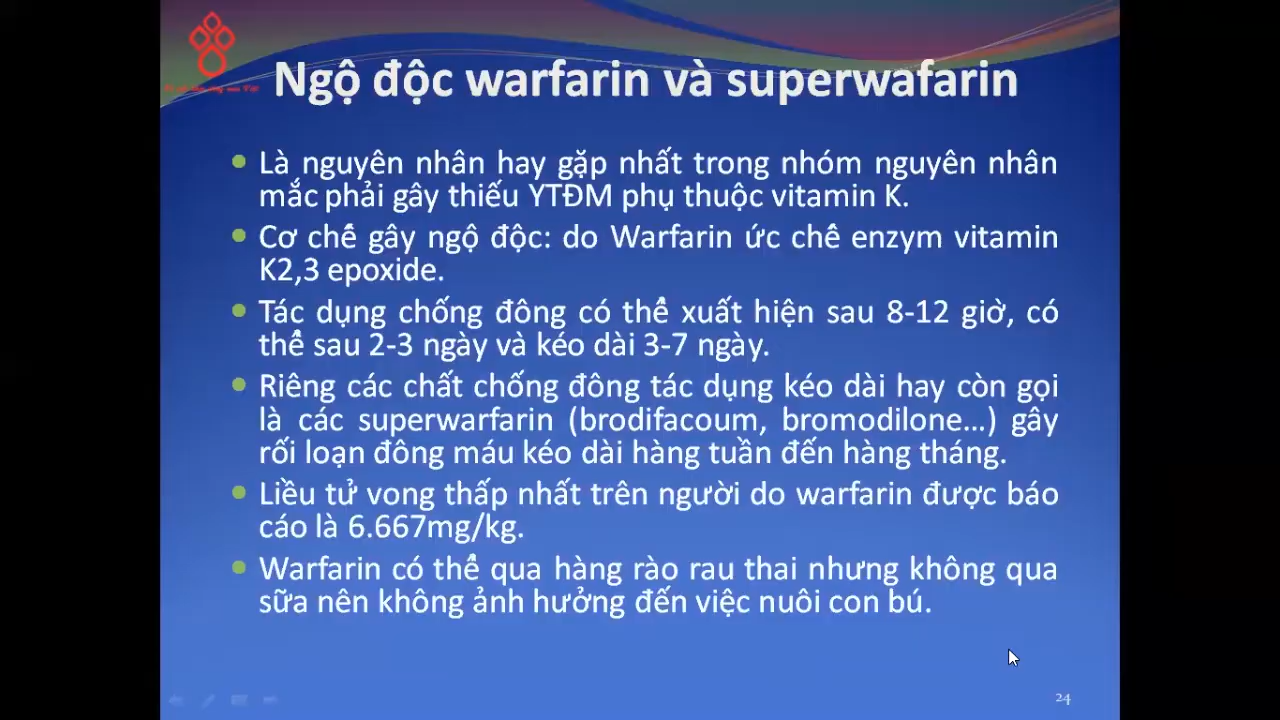 Ngộ độc warfarin và superwafarin
Là nguyên nhân hay gặp nhất trong nhóm nguyên nhân
mắc phải gây thiếu YTĐM phụ thuộc vitamin K.
Cơ chế gây ngộ độc: do Warfarin ức chế enzym vitamin
K2,3 epoxide.
Tác dụng chống đông có thể xuất hiện sau 8-12 giờ, có
thể sau 2-3 ngày và kéo dài 3-7 ngày.
Riêng các chất chống đông tác dụng kéo dài hay còn gọi
là các superwarfarin (brodifacoum, bromodilone...) gây
rối loạn đông máu kéo dài hàng tuần đến hàng tháng.
Liều tử vong thấp nhất trên người do warfarin được báo
cáo là 6.667mg/kg.
Warfarin có thể qua hàng rào rau thai nhưng không qua
sữa nên không ảnh hưởng đến việc nuôi con bú.
24